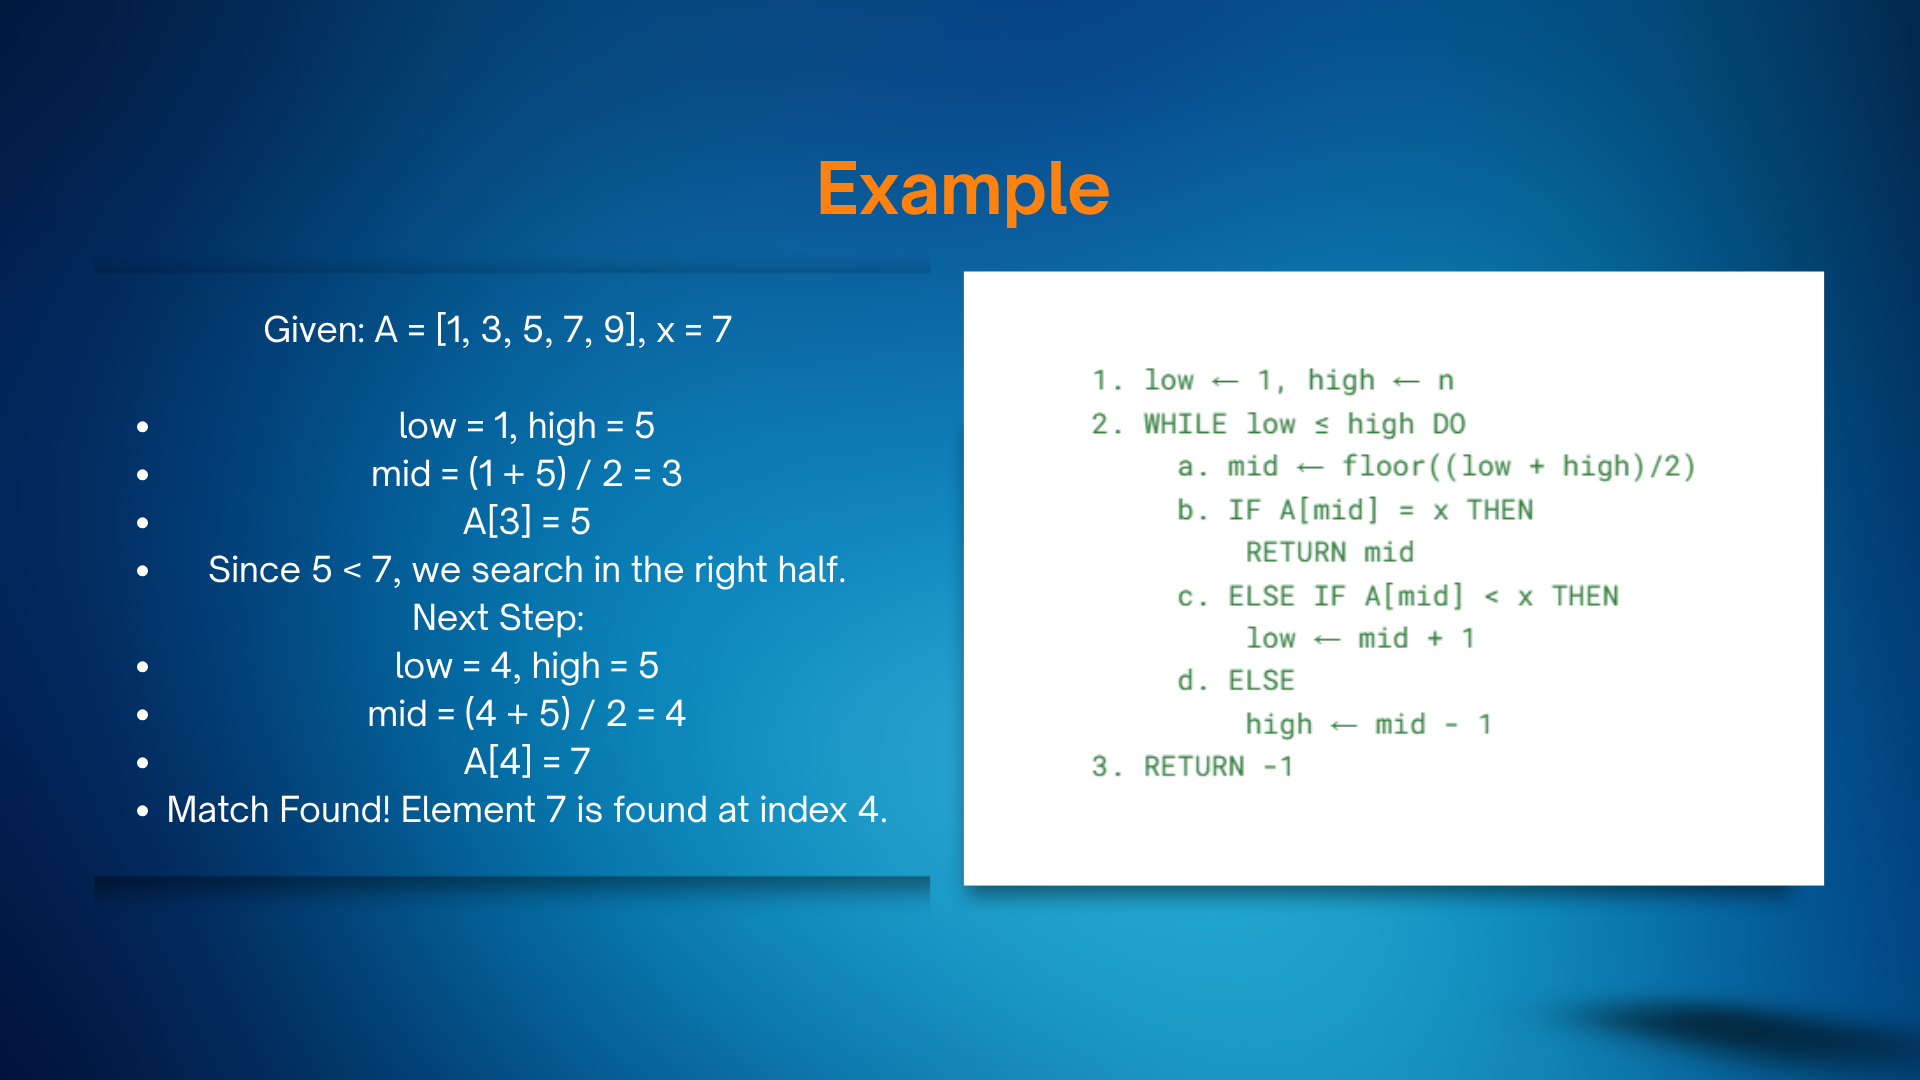 Example
Given: A = [1, 3, 5, 7, 9], x = 7
• low = 1, high = 5
• mid = (1 + 5) / 2 = 3
• A[3] = 5
• Since 5 < 7, we search in the right half.
Next Step:
• low = 4, high = 5
• mid = (4 + 5) / 2 = 4
• A[4] = 7
• Match Found! Element 7 is found at index 4.
1. low ← 1, high ← n
2. WHILE low ≤ high DO
a. mid ← floor((low + high)/2)
b. IF A[mid] = x THEN
RETURN mid
c. ELSE IF A[mid] < x THEN
low ← mid + 1
d. ELSE
high ← mid - 1
3. RETURN -1